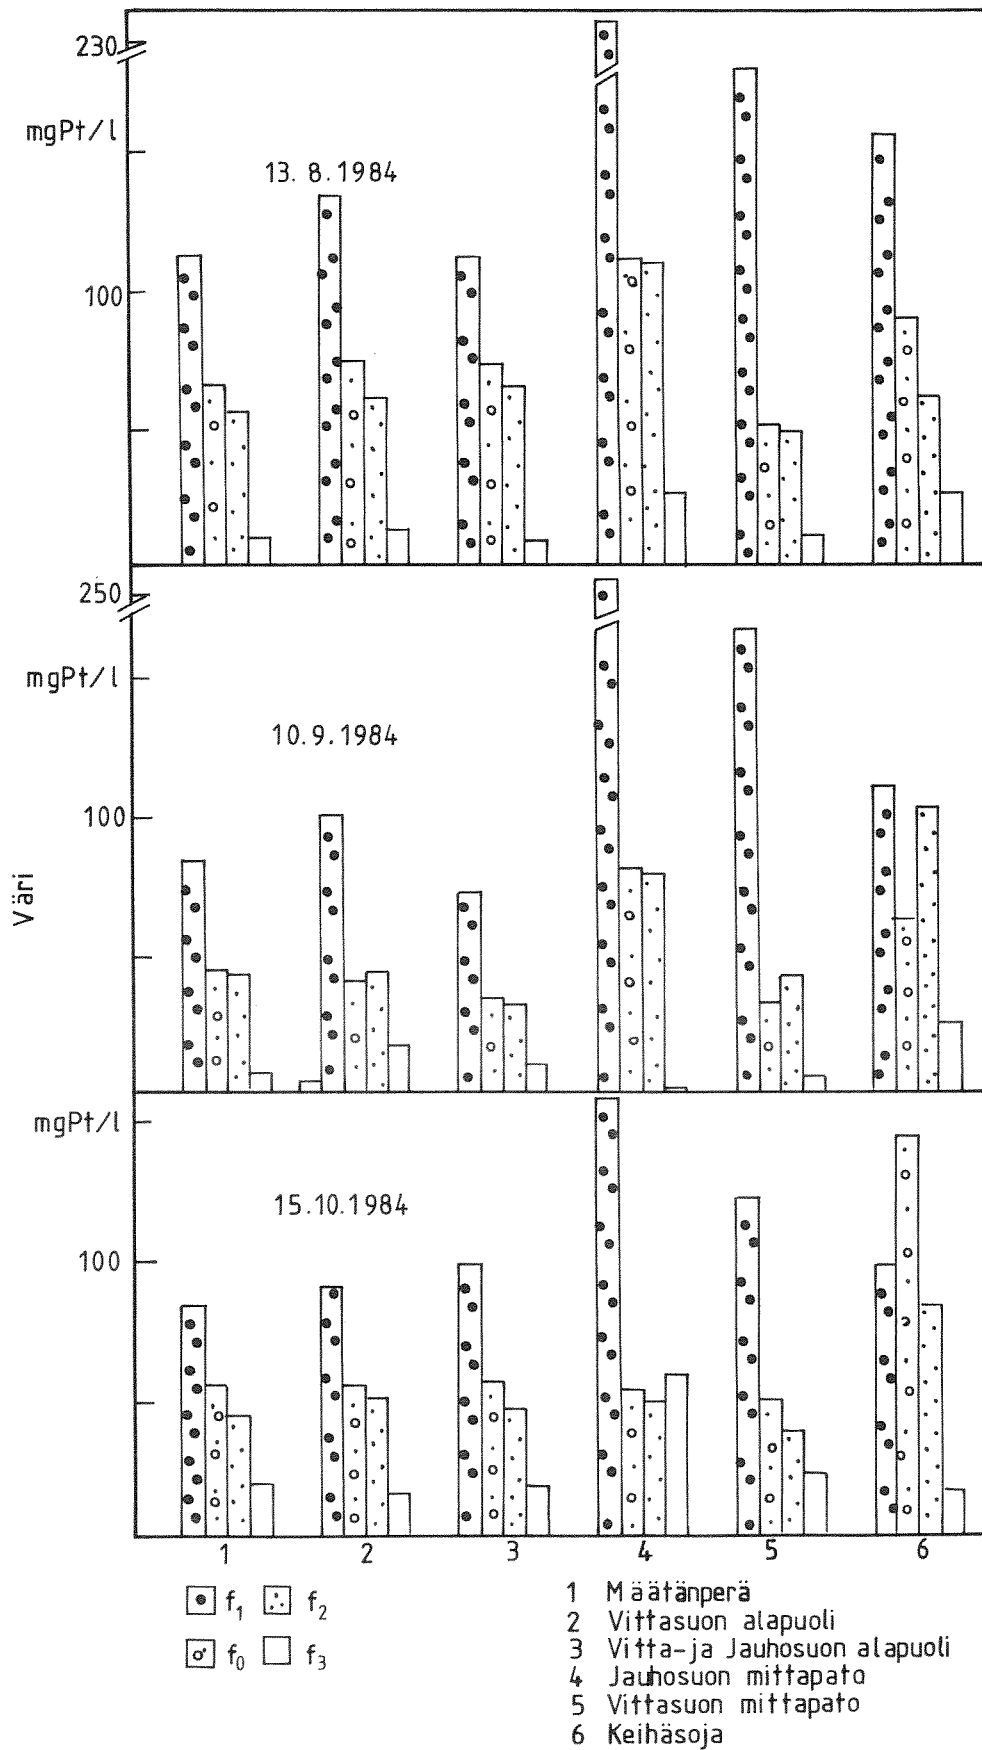 230
mgPt/l
13. 8. 1984
100
250
mgPt/l
10. 9. 1984
100
Väri
mgPt/l
15.10.1984
100
1 2 3 4 5 6
f1 f2
f0 f3
1 Määtänperä
2 Vittasuon alapuoli
3 Vitta-ja Jauhosuon alapuoli
4 Jauhosuon mittapato
5 Vittasuon mittapato
6 Keihäsoja